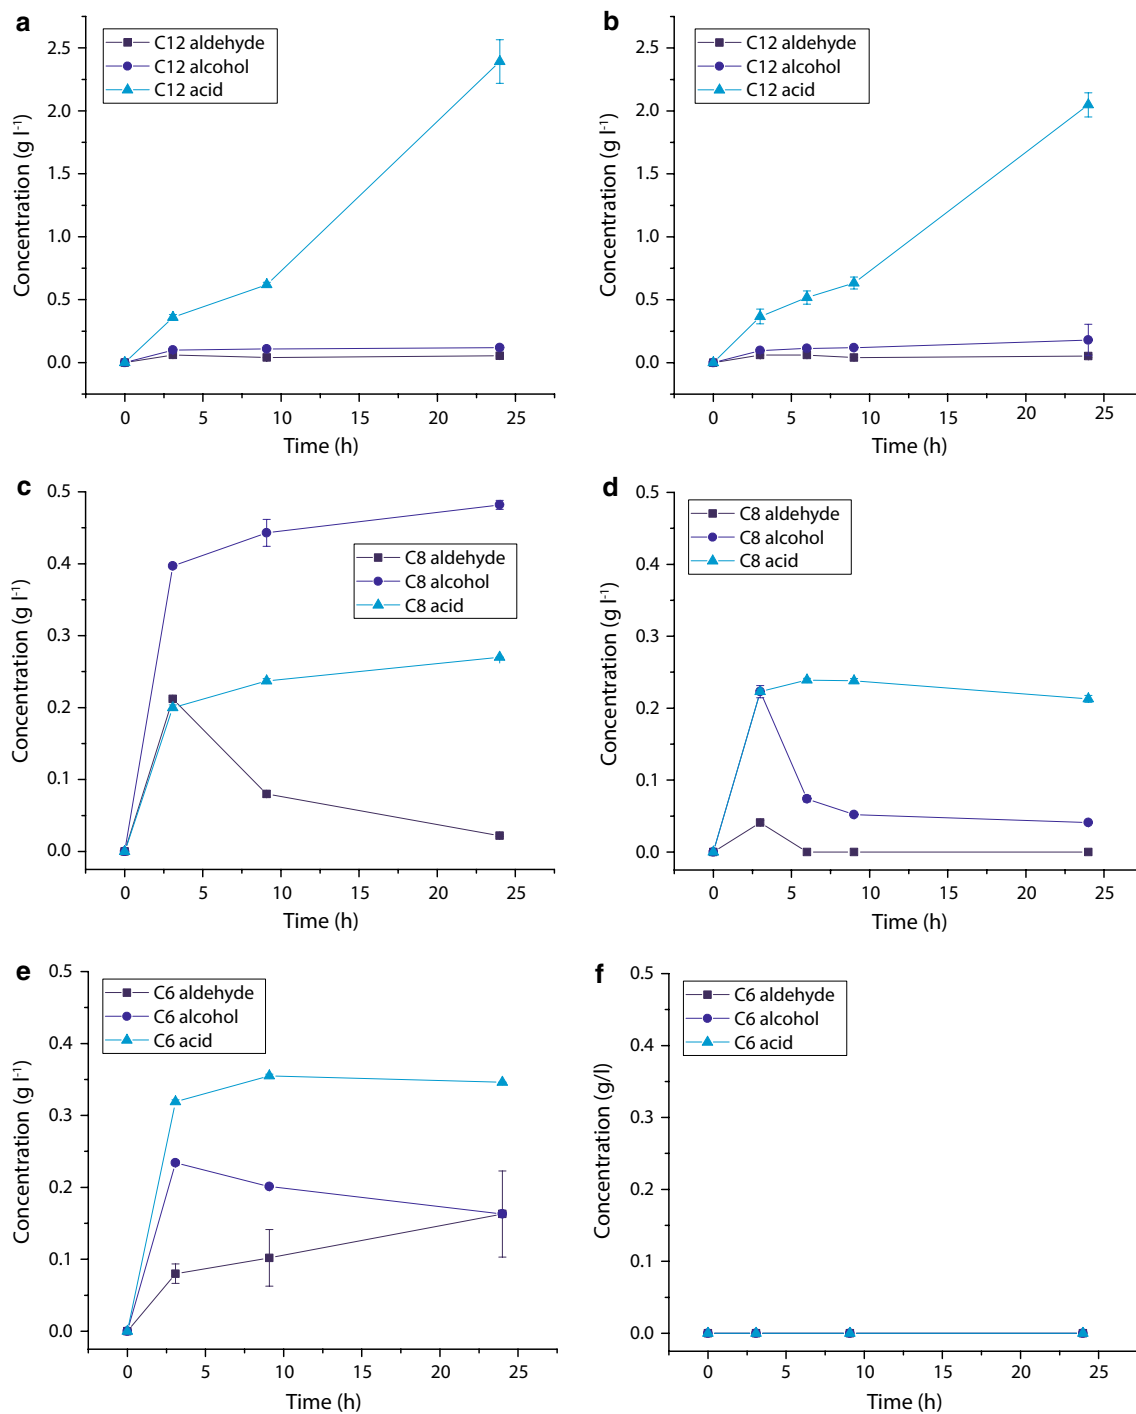 a
C12 aldehyde
C12 alcohol
C12 acid
2.5
2.0
1.5
1.0
0.5
0.0
Concentration (g l-1)
0 5 10 15 20 25
Time (h)
b
C12 aldehyde
C12 alcohol
C12 acid
2.5
2.0
1.5
1.0
0.5
0.0
Concentration (g l-1)
0 5 10 15 20 25
Time (h)
c
C8 aldehyde
C8 alcohol
C8 acid
0.5
0.4
0.3
0.2
0.1
0.0
Concentration (g l-1)
0 5 10 15 20 25
Time (h)
d
C8 aldehyde
C8 alcohol
C8 acid
0.5
0.4
0.3
0.2
0.1
0.0
Concentration (g l-1)
0 5 10 15 20 25
Time (h)
e
C6 aldehyde
C6 alcohol
C6 acid
0.5
0.4
0.3
0.2
0.1
0.0
Concentration (g l-1)
0 5 10 15 20 25
Time (h)
f
C6 aldehyde
C6 alcohol
C6 acid
0.5
0.4
0.3
0.2
0.1
0.0
Concentration (g/l)
0 5 10 15 20 25
Time (h)